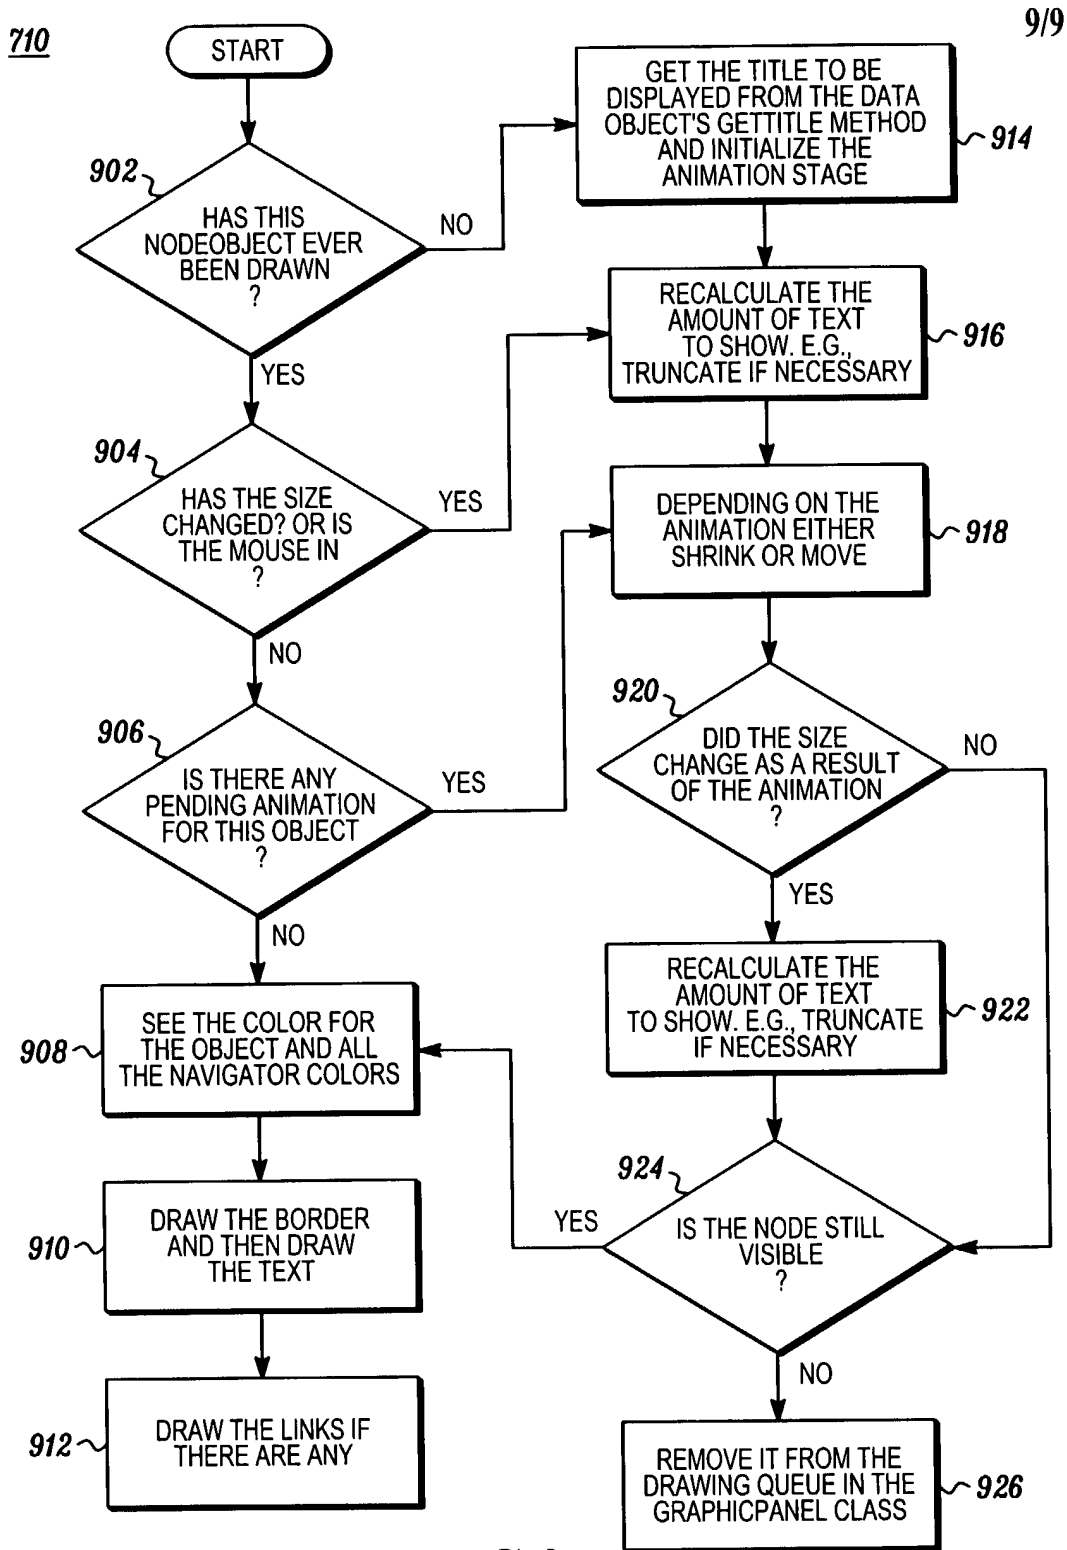 710
9/9
START
GET THE TITLE TO BE
DISPLAYED FROM THE DATA
OBJECT'S GETTITLE METHOD
AND INITIALIZE THE
ANIMATION STAGE
914
902
HAS THIS
NODEOBJECT EVER
BEEN DRAWN
?
NO
YES
RECALCULATE THE
AMOUNT OF TEXT
TO SHOW. E.G.,
TRUNCATE IF NECESSARY
916
904
HAS THE SIZE
CHANGED? OR IS
THE MOUSE IN
?
YES
NO
DEPENDING ON THE
ANIMATION EITHER
SHRINK OR MOVE
918
906
IS THERE ANY
PENDING ANIMATION
FOR THIS OBJECT
?
YES
NO
920
DID THE SIZE
CHANGE AS A RESULT
OF THE ANIMATION
?
NO
YES
908
SEE THE COLOR FOR
THE OBJECT AND ALL
THE NAVIGATOR COLORS
RECALCULATE THE
AMOUNT OF TEXT
TO SHOW. E.G., TRUNCATE
IF NECESSARY
922
910
DRAW THE BORDER
AND THEN DRAW
THE TEXT
924
IS THE NODE STILL
VISIBLE
?
YES
NO
912
DRAW THE LINKS IF
THERE ARE ANY
REMOVE IT FROM THE
DRAWING QUEUE IN THE
GRAPHICPANEL CLASS
926